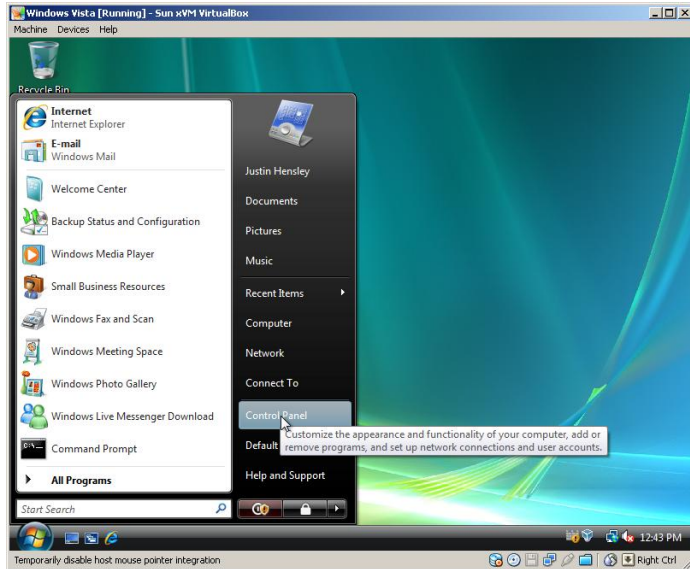 Windows Vista [Running] - Sun xVM VirtualBox
Machine Devices Help
Recycle Bin
Internet
Internet Explorer
E-mail
Windows Mail
Welcome Center
Backup Status and Configuration
Windows Media Player
Small Business Resources
Windows Fax and Scan
Windows Meeting Space
Windows Photo Gallery
Windows Live Messenger Download
Command Prompt
All Programs
Start Search
Justin Hensley
Documents
Pictures
Music
Recent Items
Computer
Network
Connect To
Control Panel
Customize the appearance and functionality of your computer, add or
remove programs, and set up network connections and user accounts.
Default
Help and Support
12:43 PM
Temporarily disable host mouse pointer integration
Right Ctrl